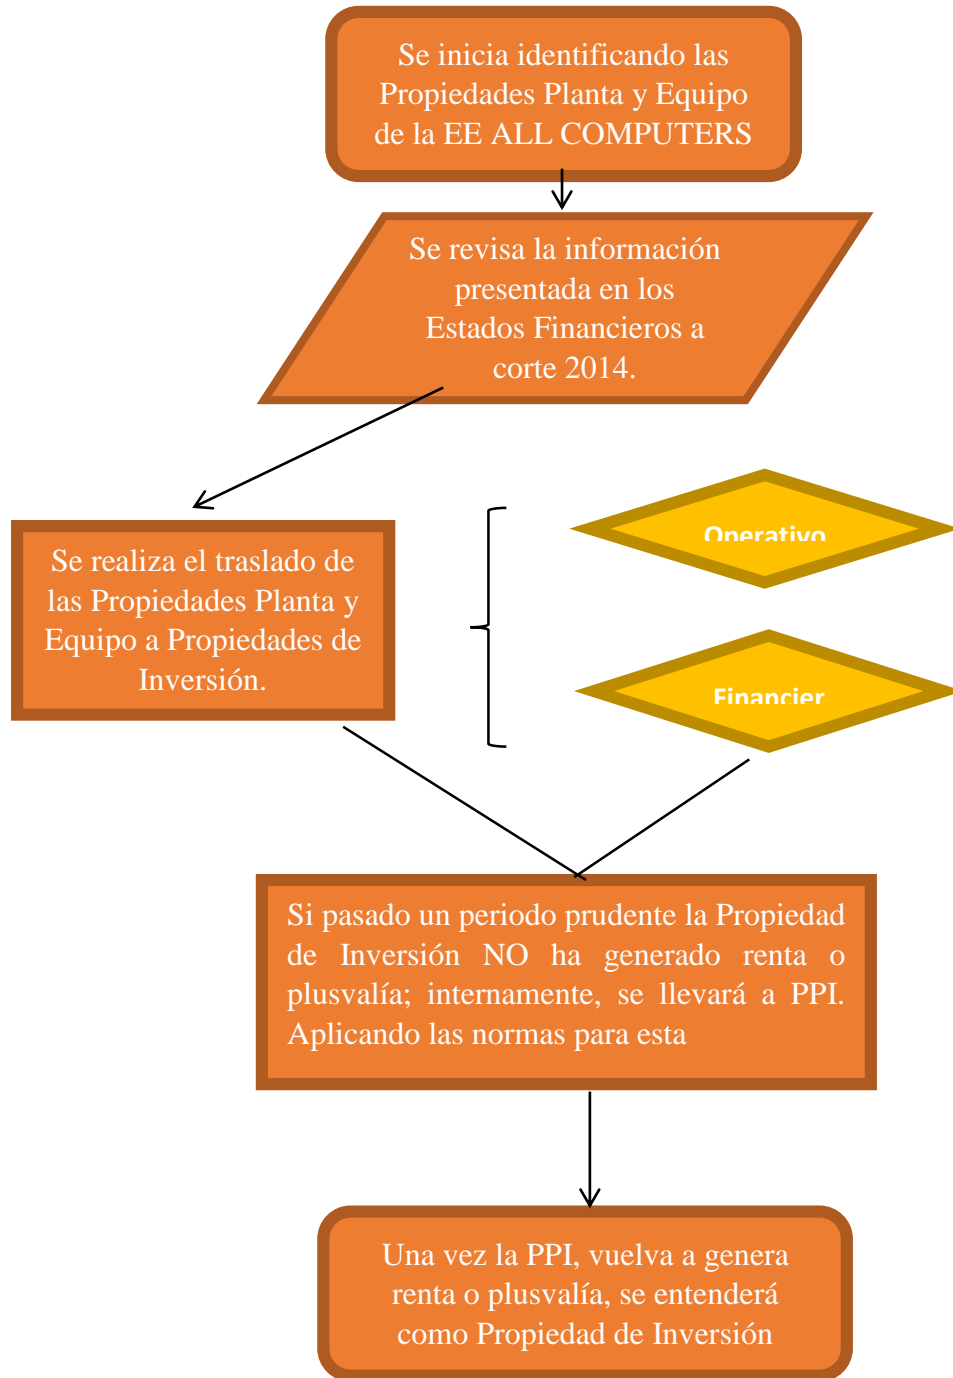 Se inicia identificando las
Propiedades Planta y Equipo
de la EE ALL COMPUTERS
Se revisa la información
presentada en los
Estados Financieros a
corte 2014.
Operativo
Se realiza el traslado de
las Propiedades Planta y
Equipo a Propiedades de
Inversión.
Financier
Si pasado un periodo prudente la Propiedad
de Inversión NO ha generado renta o
plusvalía; internamente, se llevará a PPI.
Aplicando las normas para esta
Una vez la PPI, vuelva a genera
renta o plusvalía, se entenderá
como Propiedad de Inversión